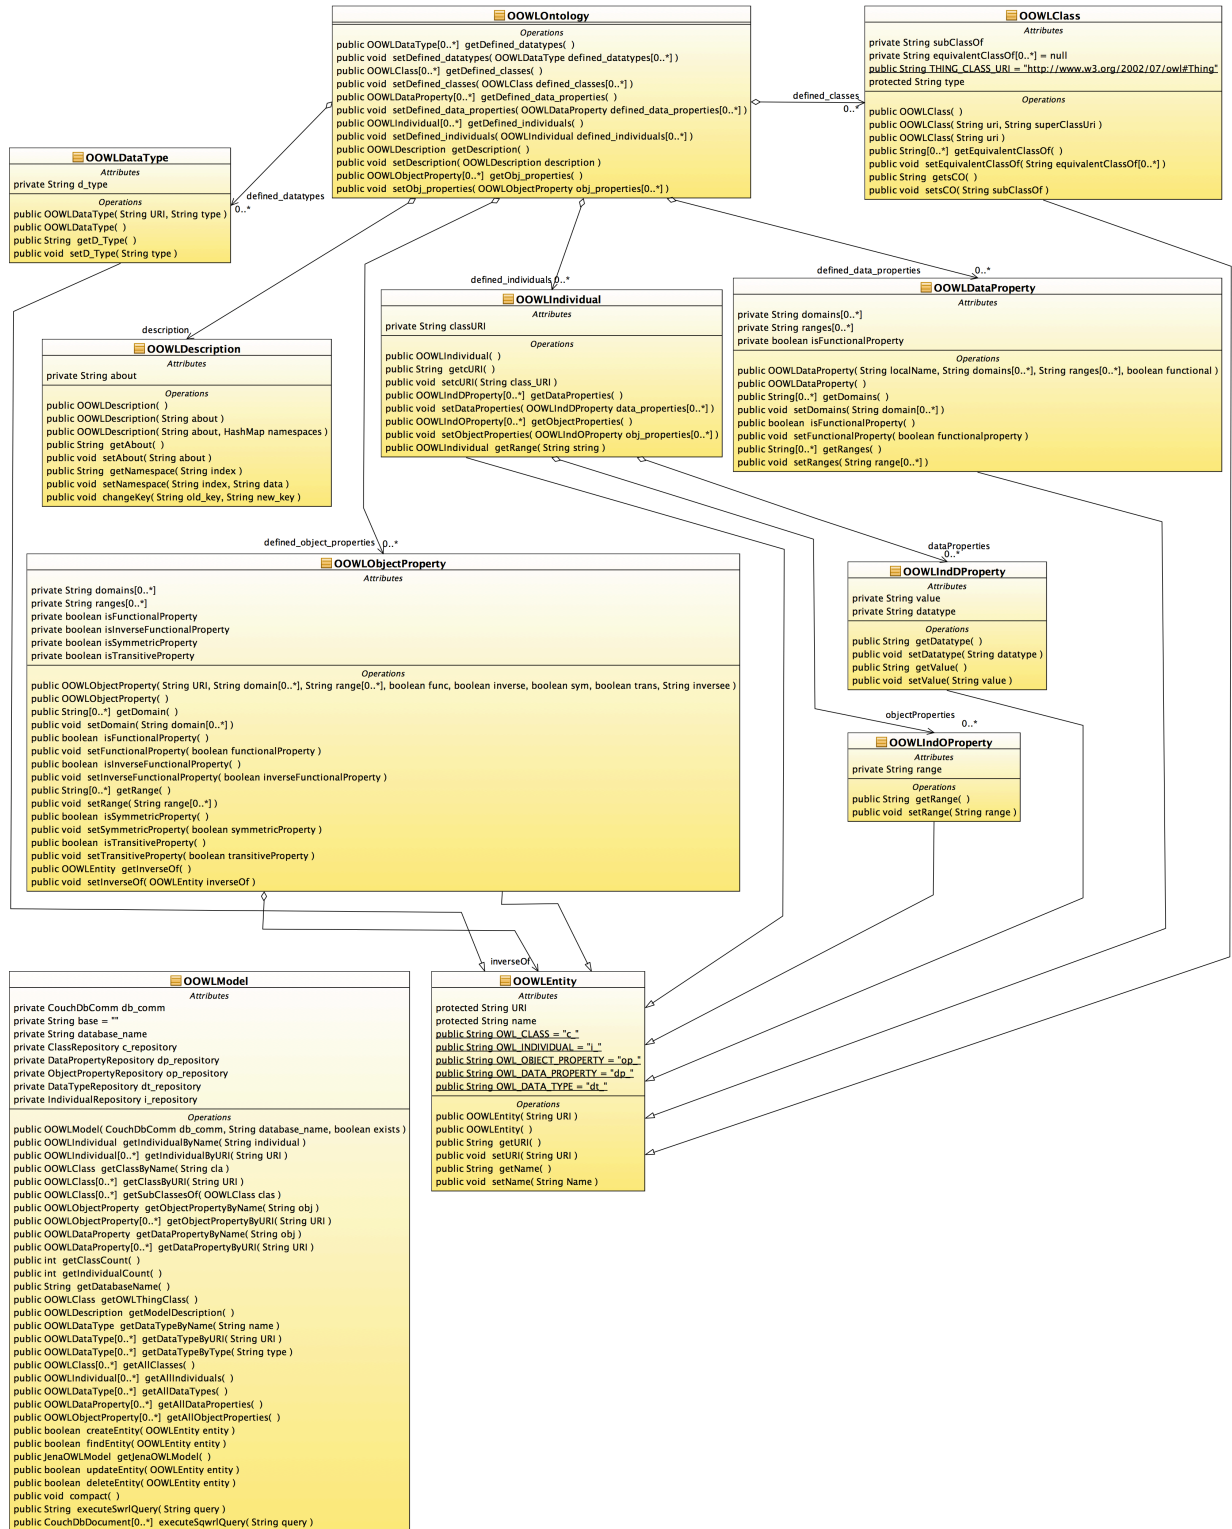 OOWLOntology
Operations
public OOWLDataType[0..*]  getDefined_datatypes(  )
public void  setDefined_datatypes( OOWLDataType defined_datatypes[0..*] )
public OOWLClass[0..*]  getDefined_classes(  )
public void  setDefined_classes( OOWLClass defined_classes[0..*] )
public OOWLDataProperty[0..*]  getDefined_data_properties(  )
public void  setDefined_data_properties( OOWLDataProperty defined_data_properties[0..*] )
public OOWLIndividual[0..*]  getDefined_individuals(  )
public void  setDefined_individuals( OOWLIndividual defined_individuals[0..*] )
public OOWLDescription  getDescription(  )
public void  setDescription( OOWLDescription description )
public OOWLObjectProperty[0..*]  getObj_properties(  )
public void  setObj_properties( OOWLObjectProperty obj_properties[0..*] )
defined_classes
0..*
OOWLClass
Attributes
private String subClassOf
private String equivalentClassOf[0..*] = null
public String THING_CLASS_URI = "http://www.w3.org/2002/07/owl#Thing"
protected String type
Operations
public OOWLClass(  )
public OOWLClass( String uri, String superClassUri )
public OOWLClass( String uri )
public String[0..*]  getEquivalentClassOf(  )
public void  setEquivalentClassOf( String equivalentClassOf[0..*] )
public String  getsCO(  )
public void  setsCO( String subClassOf )
OOWLDataType
Attributes
private String d_type
Operations
public OOWLDataType( String URI, String type )
public OOWLDataType(  )
public String  getD_Type(  )
public void  setD_Type( String type )
defined_datatypes
0..*
description
OOWLDescription
Attributes
private String about
Operations
public OOWLDescription(  )
public OOWLDescription( String about )
public OOWLDescription( String about, HashMap namespaces )
public String  getAbout(  )
public void  setAbout( String about )
public String  getNamespace( String index )
public void  setNamespace( String index, String data )
public void  changeKey( String old_key, String new_key )
defined_individuals 0..*
OOWLIndividual
Attributes
private String classURI
Operations
public OOWLIndividual(  )
public String  getcURI(  )
public void  setcURI( String class_URI )
public OOWLIndDProperty[0..*]  getDataProperties(  )
public void  setDataProperties( OOWLIndDProperty data_properties[0..*] )
public OOWLIndOProperty[0..*]  getObjectProperties(  )
public void  setObjectProperties( OOWLIndOProperty obj_properties[0..*] )
public OOWLIndividual  getRange( String string )
defined_data_properties
0..*
OOWLDataProperty
Attributes
private String domains[0..*]
private String ranges[0..*]
private boolean isFunctionalProperty
Operations
public OOWLDataProperty( String localName, String domains[0..*], String ranges[0..*], boolean functional )
public OOWLDataProperty(  )
public String[0..*]  getDomains(  )
public void  setDomains( String domain[0..*] )
public boolean  isFunctionalProperty(  )
public void  setFunctionalProperty( boolean functionalproperty )
public String[0..*]  getRanges(  )
public void  setRanges( String range[0..*] )
defined_object_properties
0..*
OOWLObjectProperty
Attributes
private String domains[0..*]
private String ranges[0..*]
private boolean isFunctionalProperty
private boolean isInverseFunctionalProperty
private boolean isSymmetricProperty
private boolean isTransitiveProperty
Operations
public OOWLObjectProperty( String URI, String domain[0..*], String range[0..*], boolean func, boolean inverse, boolean sym, boolean trans, String inversee )
public OOWLObjectProperty(  )
public String[0..*]  getDomain(  )
public void  setDomain( String domain[0..*] )
public boolean  isFunctionalProperty(  )
public void  setFunctionalProperty( boolean functionalProperty )
public boolean  isInverseFunctionalProperty(  )
public void  setInverseFunctionalProperty( boolean inverseFunctionalProperty )
public String[0..*]  getRange(  )
public void  setRange( String range[0..*] )
public boolean  isSymmetricProperty(  )
public void  setSymmetricProperty( boolean symmetricProperty )
public boolean  isTransitiveProperty(  )
public void  setTransitiveProperty( boolean transitiveProperty )
public OOWLEntity  getInverseOf(  )
public void  setInverseOf( OOWLEntity inverseOf )
dataProperties
0..*
OOWLIndDProperty
Attributes
private String value
private String datatype
Operations
public String  getDatatype(  )
public void  setDatatype( String datatype )
public String  getValue(  )
public void  setValue( String value )
objectProperties
0..*
OOWLIndOProperty
Attributes
private String range
Operations
public String  getRange(  )
public void  setRange( String range )
inverseOf
OOWLModel
Attributes
private CouchDbComm db_comm
private String base = ""
private String database_name
private ClassRepository c_repository
private DataPropertyRepository dp_repository
private ObjectPropertyRepository op_repository
private DataTypeRepository dt_repository
private IndividualRepository i_repository
Operations
public OOWLModel( CouchDbComm db_comm, String database_name, boolean exists )
public OOWLIndividual  getIndividualByName( String individual )
public OOWLIndividual[0..*]  getIndividualByURI( String URI )
public OOWLClass  getClassByName( String cla )
public OOWLClass[0..*]  getClassByURI( String URI )
public OOWLClass[0..*]  getSubClassesOf( OOWLClass clas )
public OOWLObjectProperty  getObjectPropertyByName( String obj )
public OOWLObjectProperty[0..*]  getObjectPropertyByURI( String URI )
public OOWLDataProperty  getDataPropertyByName( String obj )
public OOWLDataProperty[0..*]  getDataPropertyByURI( String URI )
public int  getClassCount(  )
public int  getIndividualCount(  )
public String  getDatabaseName(  )
public OOWLClass  getOWLThingClass(  )
public OOWLDescription  getModelDescription(  )
public OOWLDataType  getDataTypeByName( String name )
public OOWLDataType[0..*]  getDataTypeByURI( String URI )
public OOWLDataType[0..*]  getDataTypeByType( String type )
public OOWLClass[0..*]  getAllClasses(  )
public OOWLIndividual[0..*]  getAllIndividuals(  )
public OOWLDataType[0..*]  getAllDataTypes(  )
public OOWLDataProperty[0..*]  getAllDataProperties(  )
public OOWLObjectProperty[0..*]  getAllObjectProperties(  )
public boolean  createEntity( OOWLEntity entity )
public boolean  findEntity( OOWLEntity entity )
public JenaOWLModel  getJenaOWLModel(  )
public boolean  updateEntity( OOWLEntity entity )
public boolean  deleteEntity( OOWLEntity entity )
public void  compact(  )
public String  executeSwrlQuery( String query )
public CouchDbDocument[0..*]  executeSqwrlQuery( String query )
OOWLEntity
Attributes
protected String URI
protected String name
public String OWL_CLASS = "c_"
public String OWL_INDIVIDUAL = "i_"
public String OWL_OBJECT_PROPERTY = "op_"
public String OWL_DATA_PROPERTY = "dp_"
public String OWL_DATA_TYPE = "dt_"
Operations
public OOWLEntity( String URI )
public OOWLEntity(  )
public String  getURI(  )
public void  setURI( String URI )
public String  getName(  )
public void  setName( String Name )